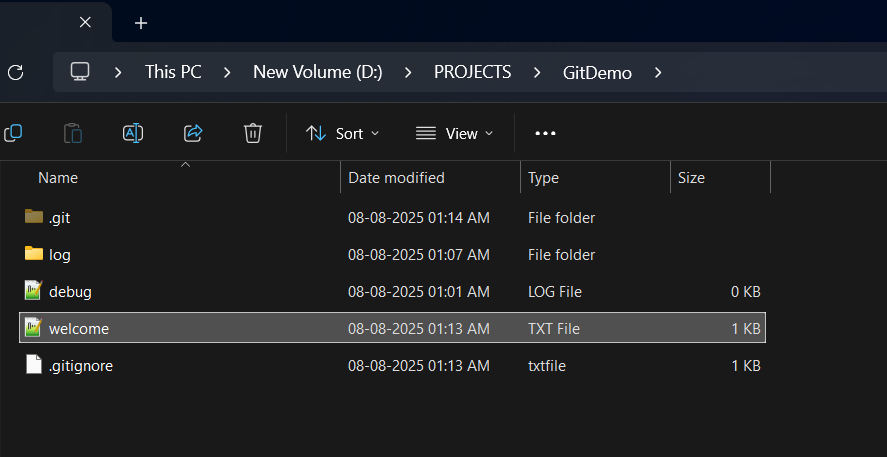 This PC > New Volume (D:) > PROJECTS > GitDemo >
Sort View
Name Date modified Type Size
.git 08-08-2025 01:14 AM File folder
log 08-08-2025 01:07 AM File folder
debug 08-08-2025 01:01 AM LOG File 0 KB
welcome 08-08-2025 01:13 AM TXT File 1 KB
.gitignore 08-08-2025 01:13 AM txtfile 1 KB